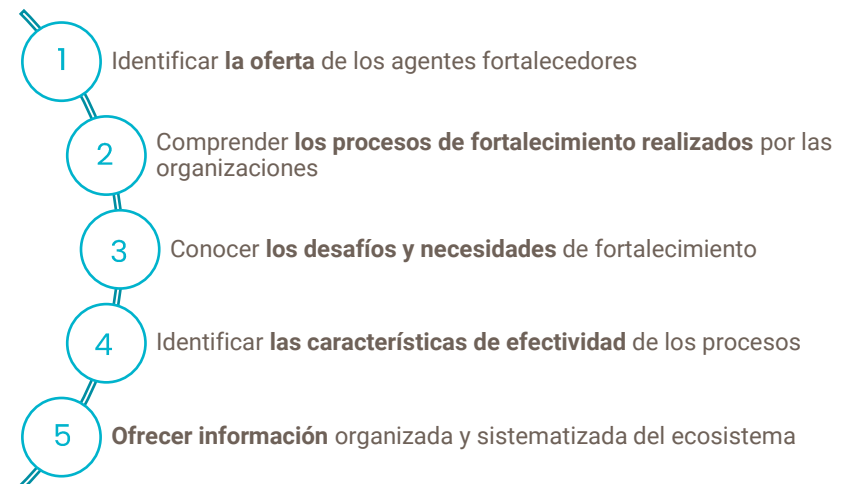 1
Identificar la oferta de los agentes fortalecedores
2
Comprender los procesos de fortalecimiento realizados por las
organizaciones
3
Conocer los desafíos y necesidades de fortalecimiento
4
Identificar las características de efectividad de los procesos
5
Ofrecer información organizada y sistematizada del ecosistema